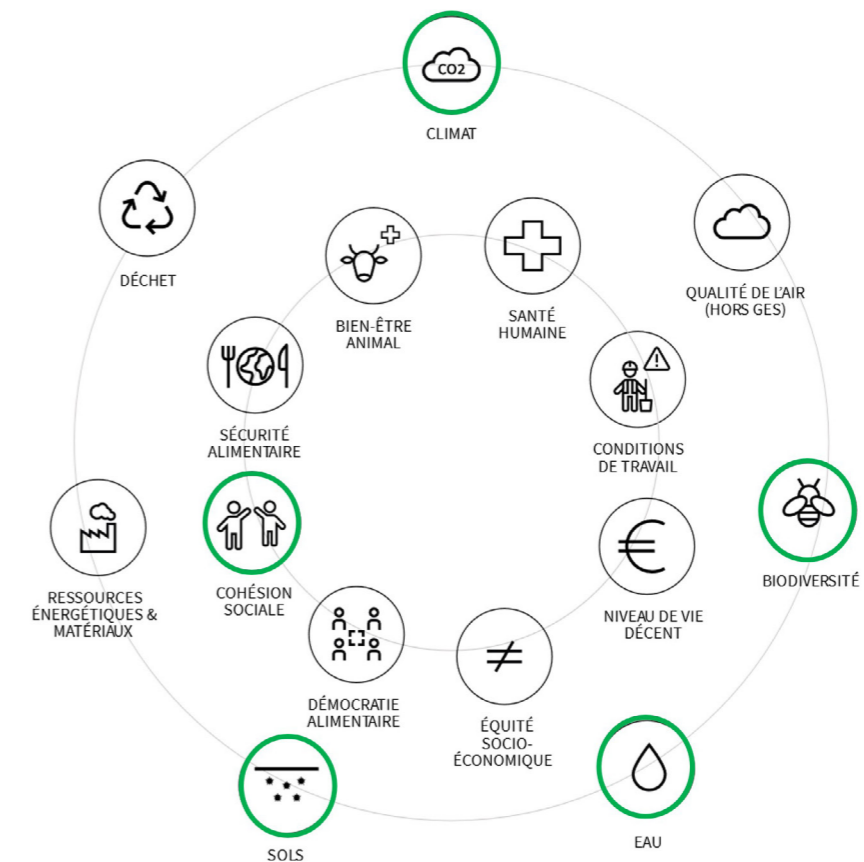 CO2
CLIMAT
DÉCHET
QUALITÉ DE L'AIR
(HORS GES)
BIEN-ÊTRE
ANIMAL
SANTÉ
HUMAINE
SÉCURITÉ
ALIMENTAIRE
CONDITIONS
DE TRAVAIL
BIODIVERSITÉ
RESSOURCES
ÉNERGÉTIQUES &
MATÉRIAUX
COHÉSION
SOCIALE
NIVEAU DE VIE
DÉCENT
DÉMOCRATIE
ALIMENTAIRE
ÉQUITÉ
SOCIO-
ÉCONOMIQUE
EAU
SOLS